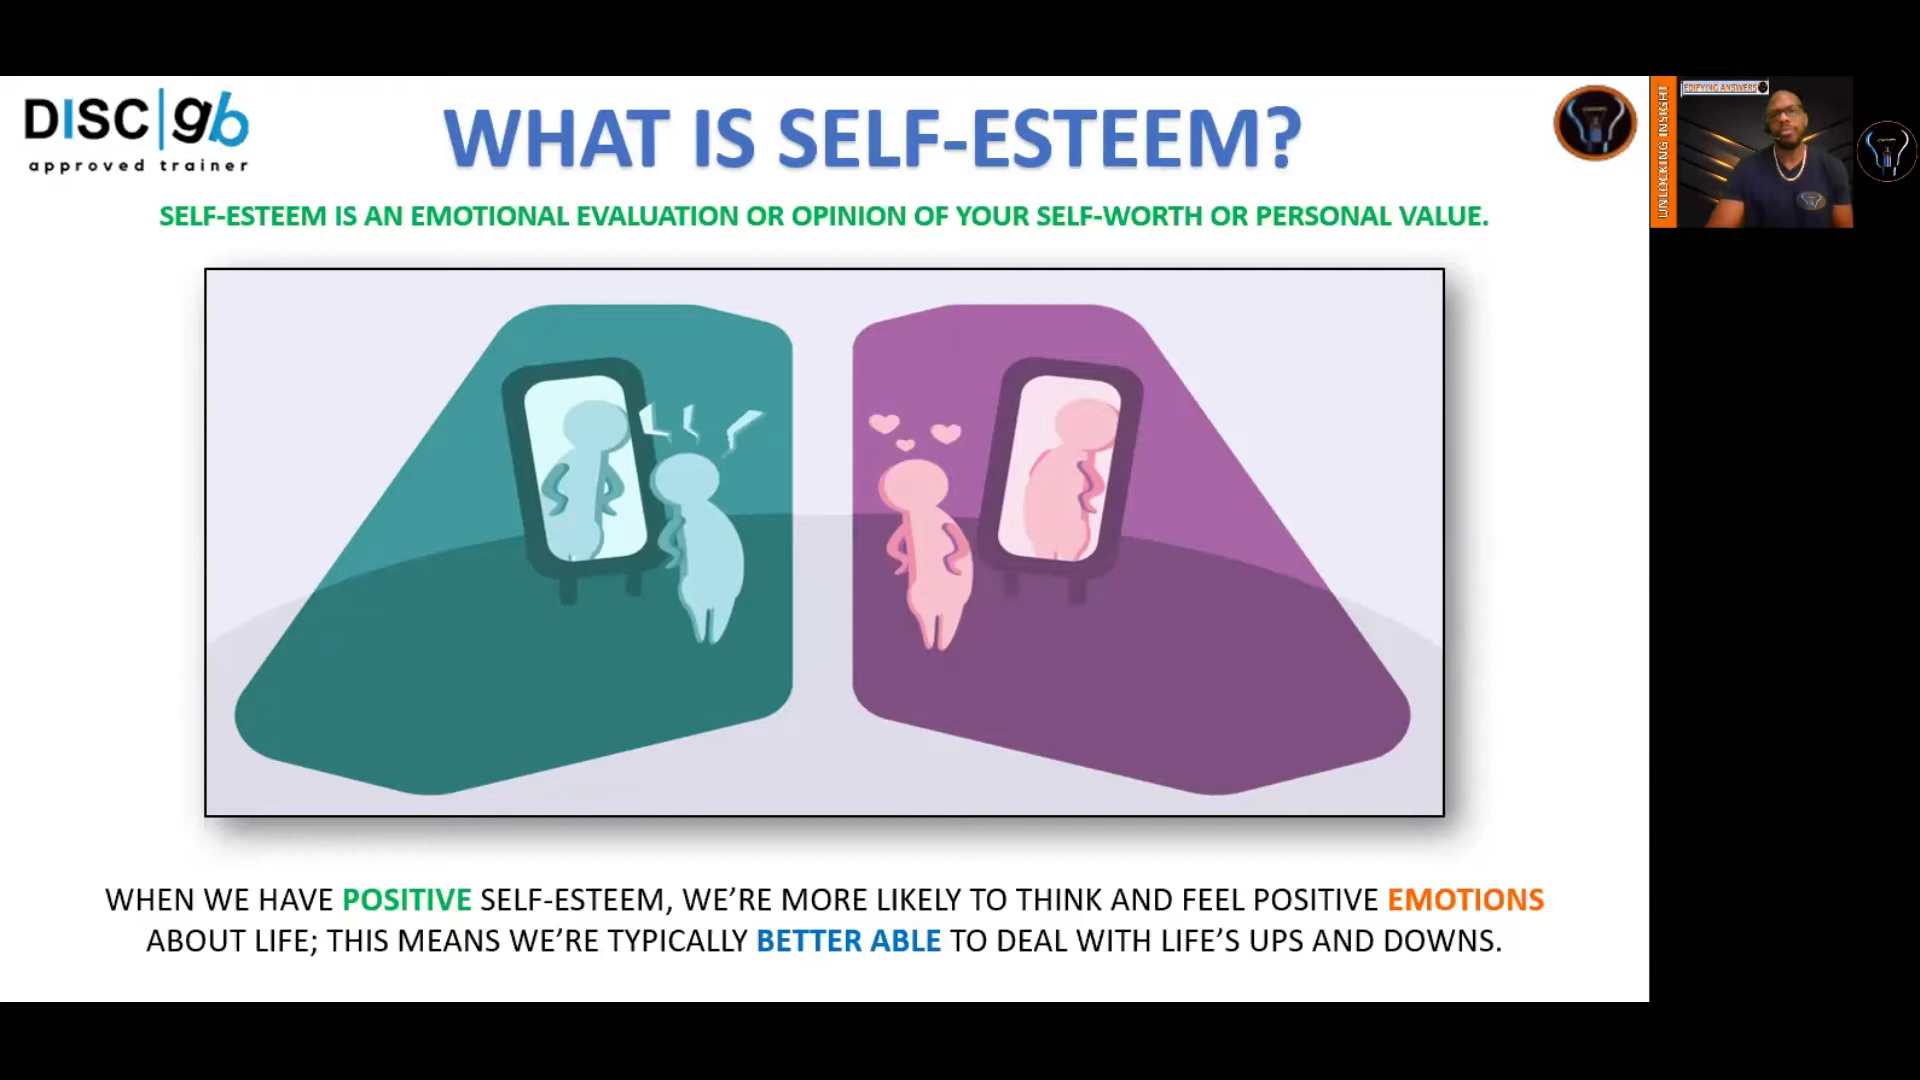 DISC|gb
approved trainer
WHAT IS SELF-ESTEEM?
SELF-ESTEEM IS AN EMOTIONAL EVALUATION OR OPINION OF YOUR SELF-WORTH OR PERSONAL VALUE.
WHEN WE HAVE POSITIVE SELF-ESTEEM, WE’RE MORE LIKELY TO THINK AND FEEL POSITIVE EMOTIONS
ABOUT LIFE; THIS MEANS WE’RE TYPICALLY BETTER ABLE TO DEAL WITH LIFE’S UPS AND DOWNS.
UNLOCKING INSIGHT
EDIFYING ANSWERS